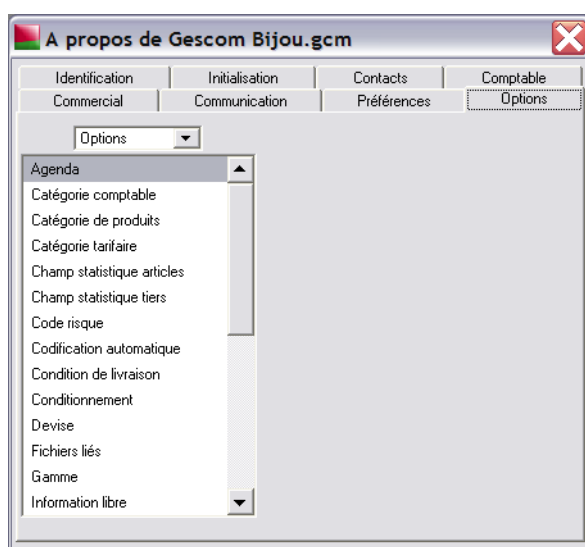 A propos de Gescom Bijou.gcm
Identification Initialisation Contacts Comptable
Commercial Communication Préférences Options
Options
Agenda
Catégorie comptable
Catégorie de produits
Catégorie tarifaire
Champ statistique articles
Champ statistique tiers
Code risque
Codification automatique
Condition de livraison
Conditionnement
Devise
Fichiers liés
Gamme
Information libre